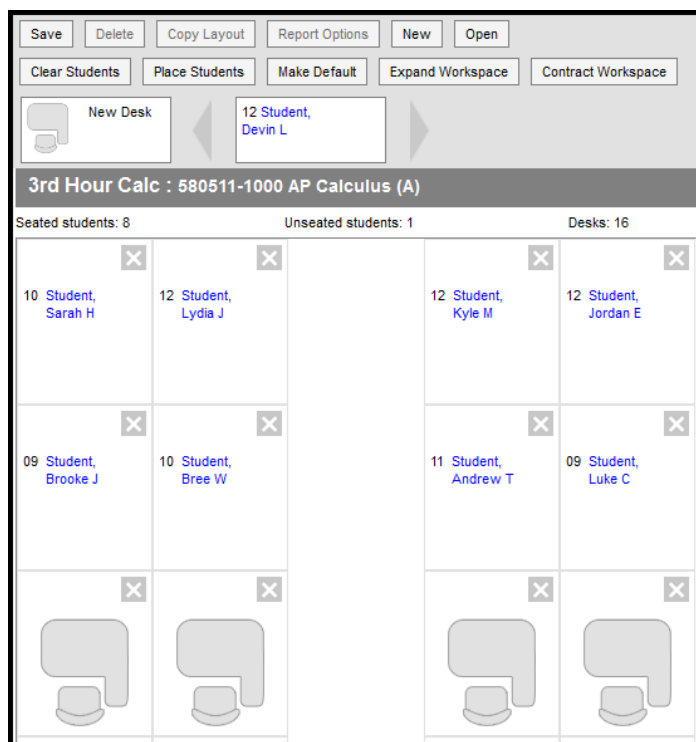 Save Delete Copy Layout Report Options New Open
Clear Students Place Students Make Default Expand Workspace Contract Workspace
New Desk
12 Student,
Devin L
3rd Hour Calc : 580511-1000 AP Calculus (A)
Seated students: 8 Unseated students: 1 Desks: 16
10 Student,
Sarah H
12 Student,
Lydia J
12 Student,
Kyle M
12 Student,
Jordan E
09 Student,
Brooke J
10 Student,
Bree W
11 Student,
Andrew T
09 Student,
Luke C